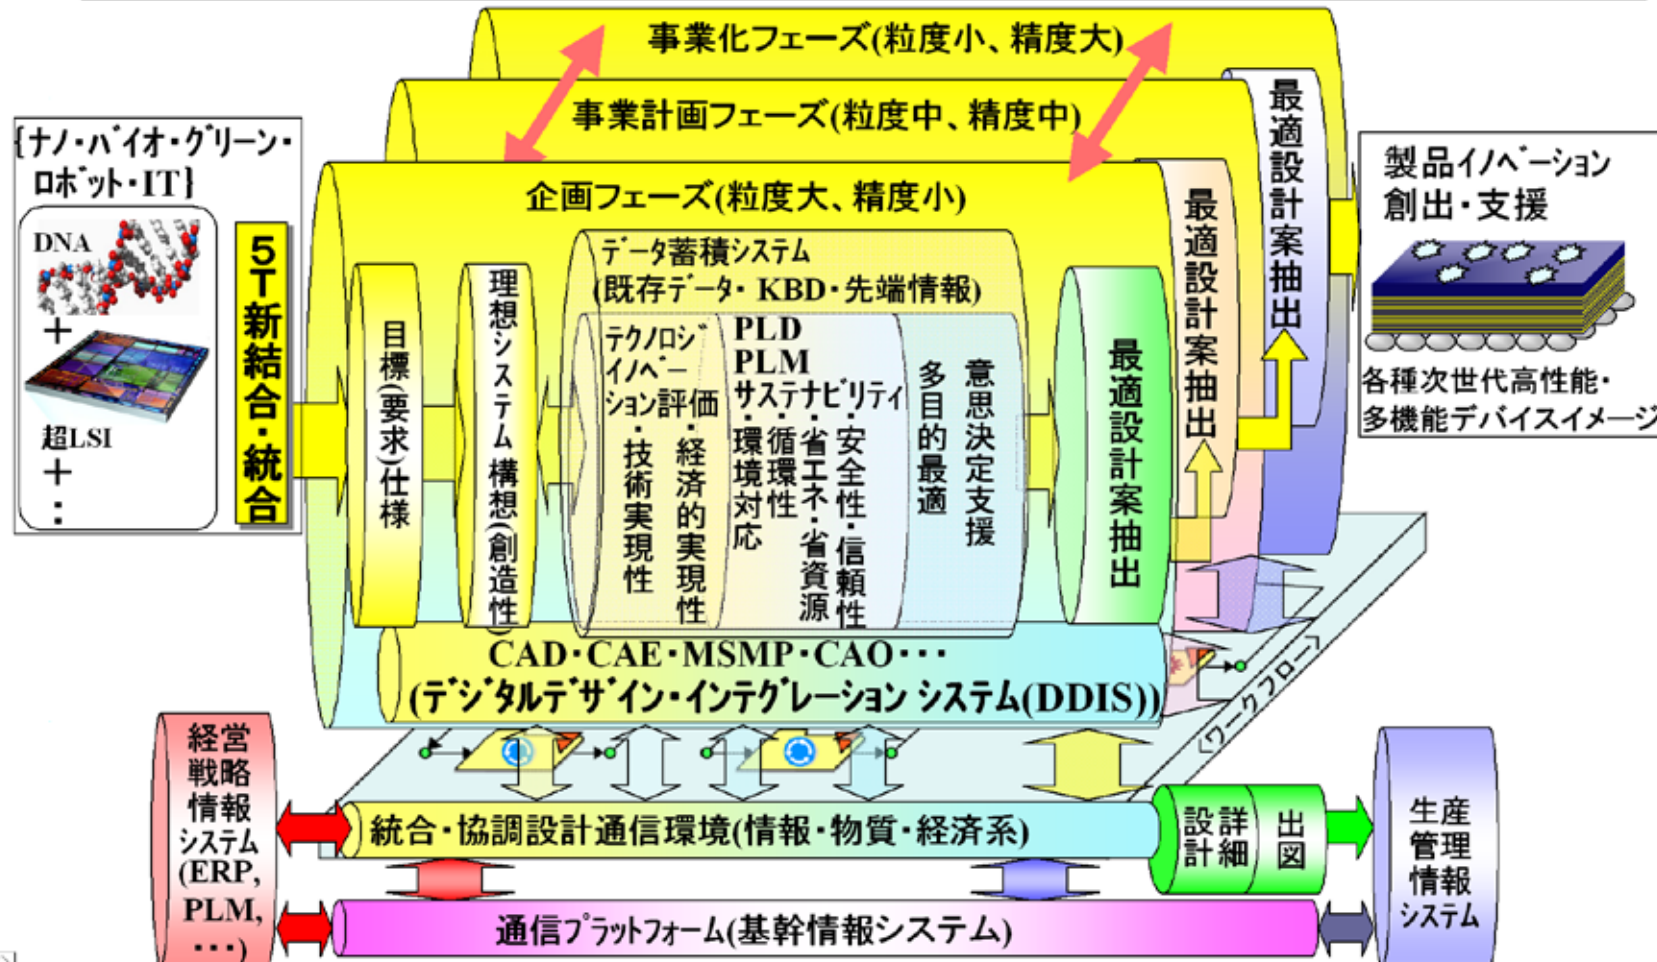 事業化フェーズ(粒度小、精度大)
事業計画フェーズ(粒度中、精度中)
企画フェーズ(粒度大、精度小)
{ナノ・バイオ・グリーン・
ロボット・IT}
DNA
+
超LSI
+
:
5T新結合・統合
目標(要求)仕様
理想システム構想(創造性)
データ蓄積システム
(既存データ・KBD・先端情報)
テクノロジ
イノベー
ション評価
・技術実現性
・経済的実現性
PLD
PLM
サステナビリティ
・環境対応
・循環性
・省エネ・省資源
・安全性・信頼性
多目的最適
意思決定支援
最適設計案抽出
最適設計案抽出
最適設計案抽出
製品イノベーション
創出・支援
各種次世代高性能・
多機能デバイスイメージ
CAD・CAE・MSMP・CAO・・・
(デジタルデザイン・インテグレーション システム(DDIS))
<ワークフロー>
経営
戦略
情報
システム
(ERP,
PLM,
・・・)
統合・協調設計通信環境(情報・物質・経済系)
詳細
設計
出図
生産
管理
情報
システム
通信プラットフォーム(基幹情報システム)